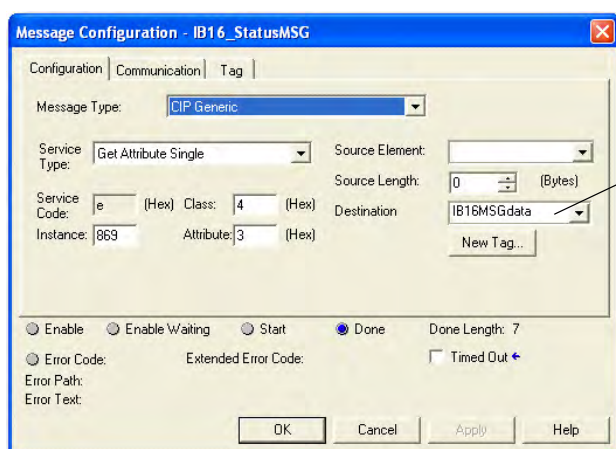 Message Configuration - IB16_StatusMSG
Configuration Communication Tag
Message Type: CIP Generic
Service Type: Get Attribute Single Source Element:
Source Length: 0 (Bytes)
Service Code: e (Hex) Class: 4 (Hex) Destination IB16MSGdata
Instance: 869 Attribute: 3 (Hex) New Tag...
Enable Enable Waiting Start Done Done Length: 7
Error Code: Extended Error Code: Timed Out ←
Error Path:
Error Text:
OK Cancel Apply Help